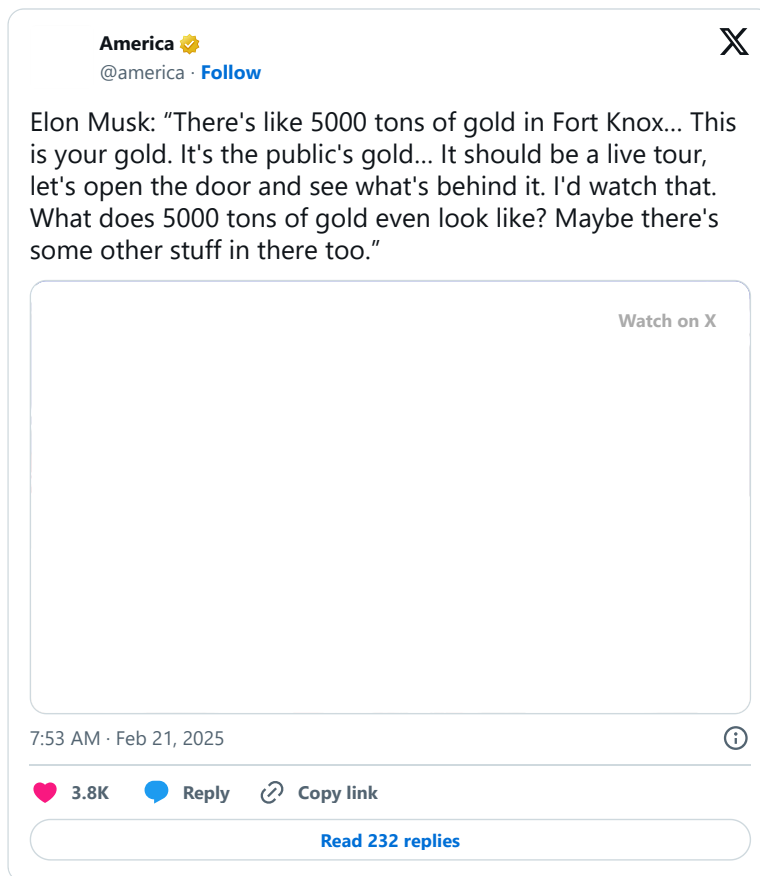 America
@america · Follow
Elon Musk: “There's like 5000 tons of gold in Fort Knox... This
is your gold. It's the public's gold... It should be a live tour,
let's open the door and see what's behind it. I'd watch that.
What does 5000 tons of gold even look like? Maybe there's
some other stuff in there too.”
Watch on X
7:53 AM · Feb 21, 2025
3.8K Reply Copy link
Read 232 replies